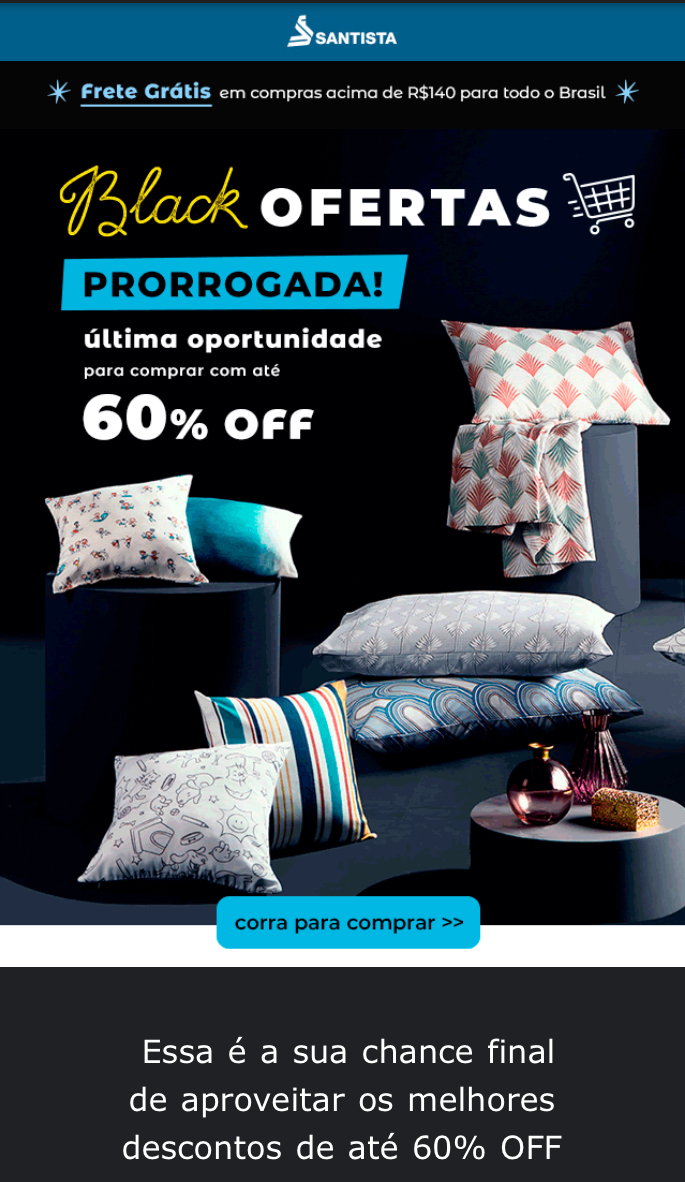 SANTISTA
Frete Grátis em compras acima de R$140 para todo o Brasil
Black OFERTAS
PRORROGADA!
última oportunidade
para comprar com até
60% OFF
corra para comprar >>
Essa é a sua chance final
de aproveitar os melhores
descontos de até 60% OFF